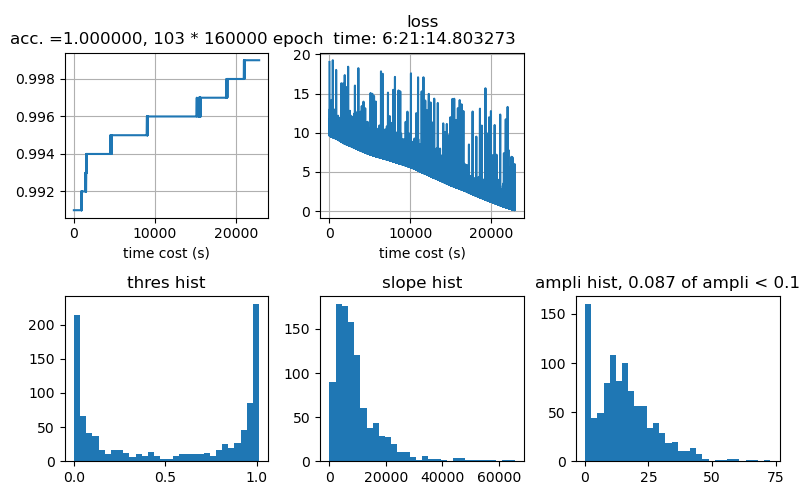 loss
acc. =1.000000, 103 * 160000 epoch time: 6:21:14.803273
0.998
0.996
0.994
0.992
0 10000 20000
time cost (s)
20
15
10
5
0
0 10000 20000
time cost (s)
thres hist
200
150
100
50
0
0.0 0.5 1.0
slope hist
150
100
50
0
0 20000 40000 60000
ampli hist, 0.087 of ampli < 0.1
150
100
50
0
0 25 50 75